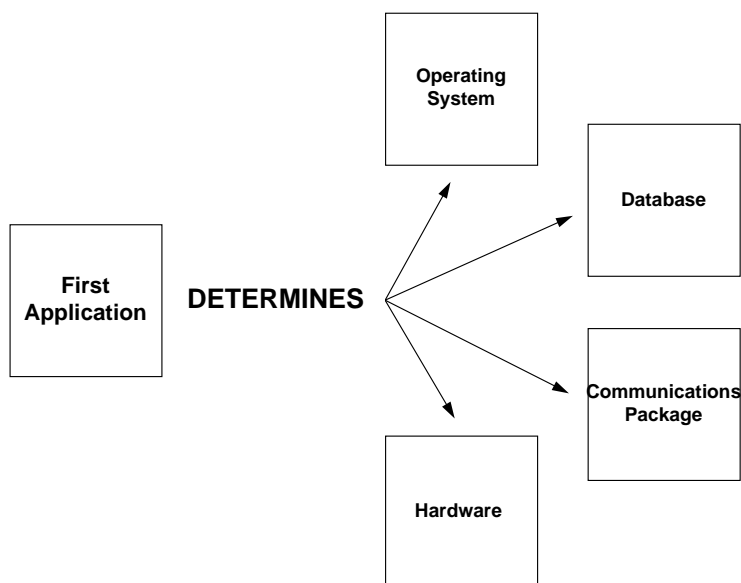 Operating
System
Database
First
Application
DETERMINES
Communications
Package
Hardware